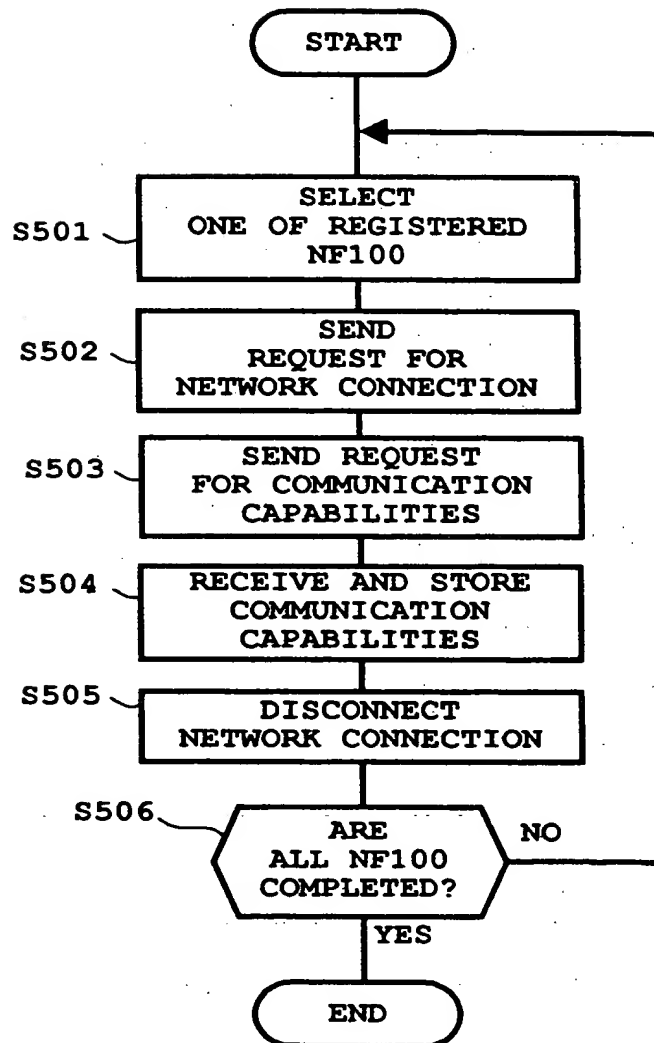 START
SELECT
S501
ONE OF REGISTERED
NF100
SEND
S502
REQUEST FOR
NETWORK CONNECTION
S503
SEND REQUEST
FOR COMMUNICATION
CAPABILITIES
S504
RECEIVE AND STORE
COMMUNICATION
CAPABILITIES
S505
DISCONNECT
NETWORK CONNECTION
S506
ARE
ALL NF100
COMPLETED?
NO
YES
END